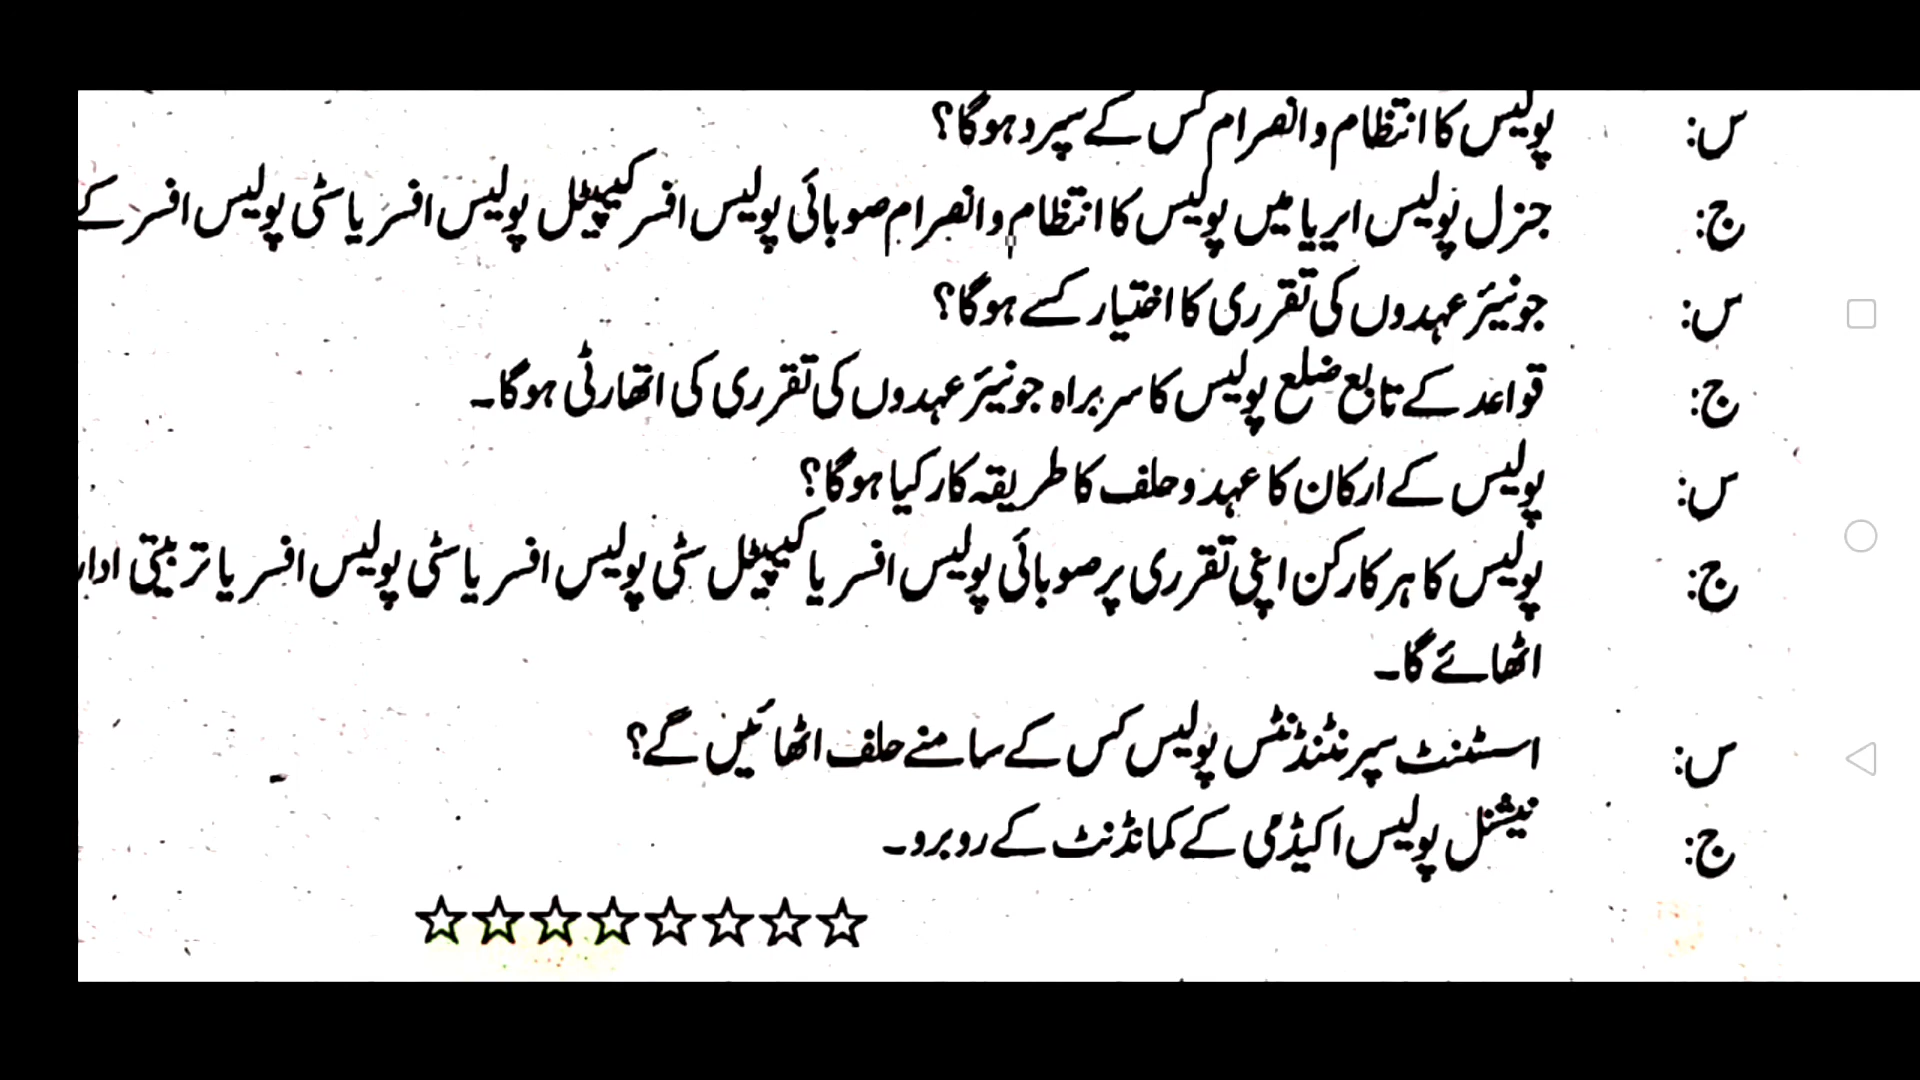 س: پولیس کا انتظام و انصرام کس کے سپرد ہوگا؟
ج: جنرل پولیس ایریا میں پولیس کا انتظام و انصرام صوبائی پولیس افسر کیپیٹل پولیس افسر یا سٹی پولیس افسر کے
س: جونیئر عہدوں کی تقرری کا اختیار کسے ہوگا؟
ج: قواعد کے تابع ضلع پولیس کا سربراہ جونیئر عہدوں کی تقرری کی اتھارٹی ہوگا۔
س: پولیس کے ارکان کا عہد و حلف کا طریقہ کار کیا ہوگا؟
ج: پولیس کا ہر کارکن اپنی تقرری پر صوبائی پولیس افسر یا کیپیٹل سٹی پولیس افسر یا سٹی پولیس افسر یا تربیتی
اٹھائے گا۔
س: اسسٹنٹ سپرنٹنڈنٹس پولیس کس کے سامنے حلف اٹھائیں گے؟
ج: نیشنل پولیس اکیڈمی کے کمانڈنٹ کے روبرو۔
☆☆☆☆☆☆☆☆